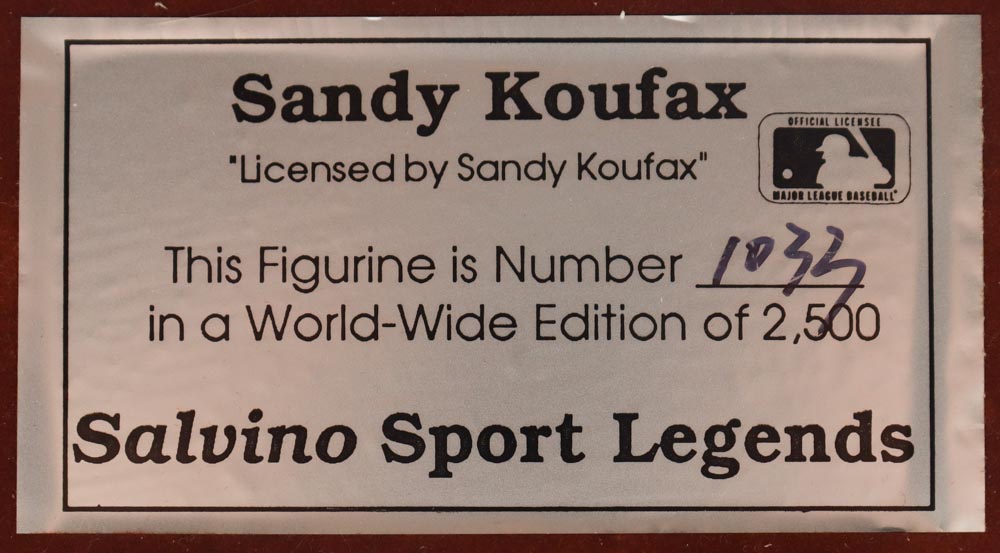 Sandy Koufax
OFFICIAL LICENSEE
MAJOR LEAGUE BASEBALL
"Licensed by Sandy Koufax"
This Figurine is Number 1033
in a World-Wide Edition of 2,500
Salvino Sport Legends